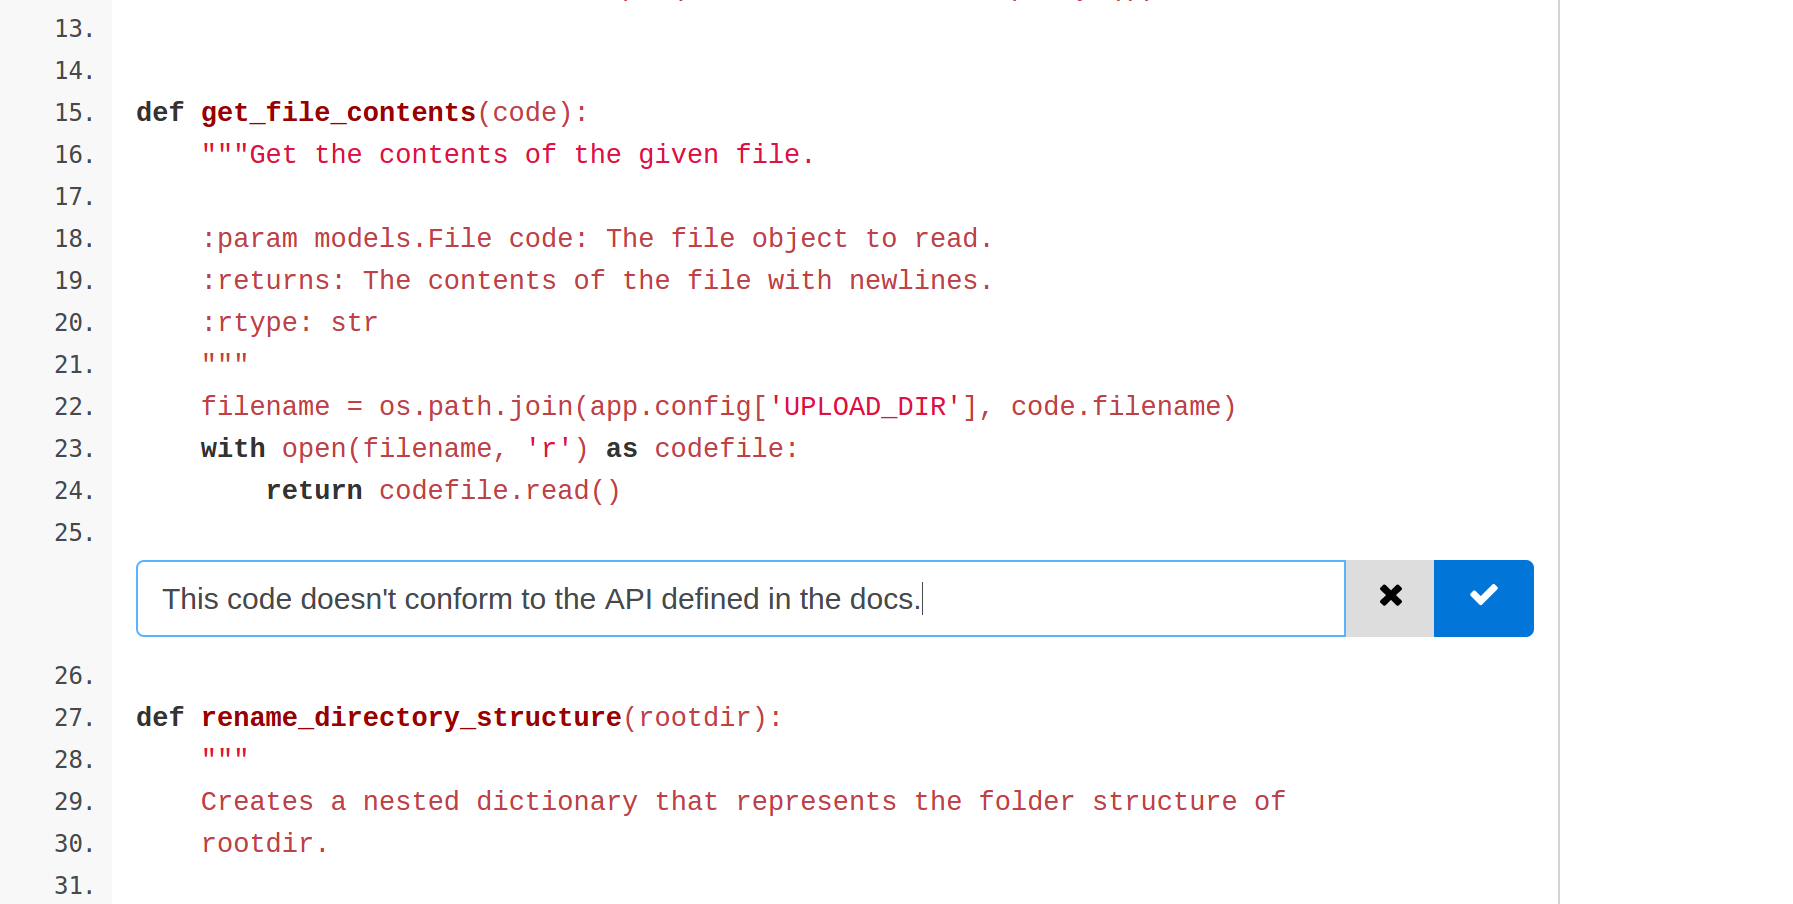 13.
14.
15. def get_file_contents(code):
16.     """Get the contents of the given file.
17.
18.     :param models.File code: The file object to read.
19.     :returns: The contents of the file with newlines.
20.     :rtype: str
21.     """
22.     filename = os.path.join(app.config['UPLOAD_DIR'], code.filename)
23.     with open(filename, 'r') as codefile:
24.         return codefile.read()
25.
This code doesn't conform to the API defined in the docs.
26.
27. def rename_directory_structure(rootdir):
28.     """
29.     Creates a nested dictionary that represents the folder structure of
30.     rootdir.
31.